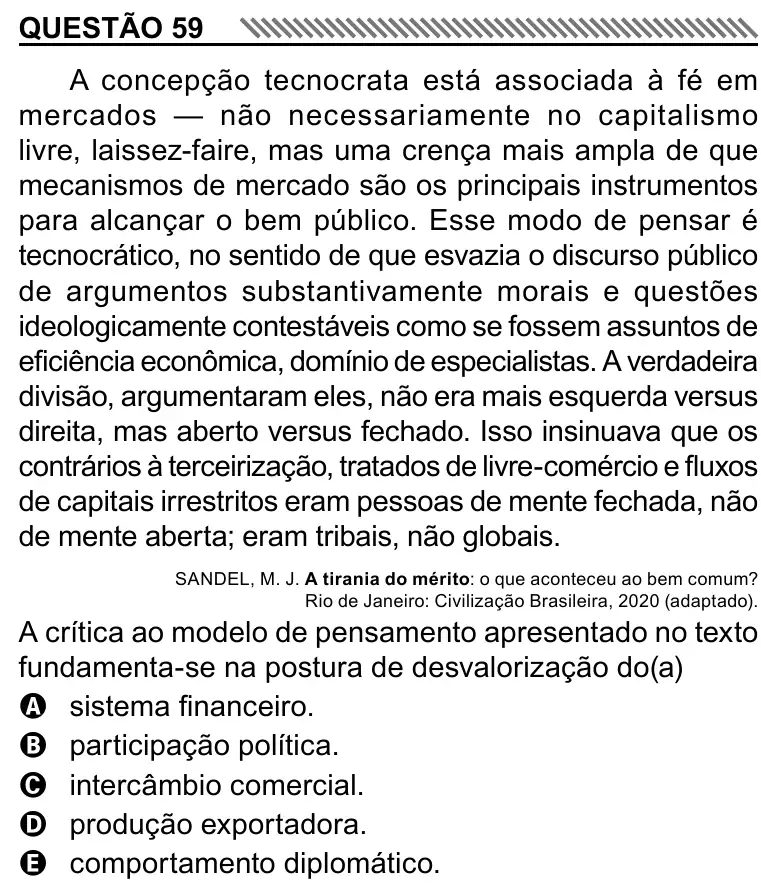 QUESTÃO 59
A concepção tecnocrata está associada à fé em
mercados — não necessariamente no capitalismo
livre, laissez-faire, mas uma crença mais ampla de que
mecanismos de mercado são os principais instrumentos
para alcançar o bem público. Esse modo de pensar é
tecnocrático, no sentido de que esvazia o discurso público
de argumentos substantivamente morais e questões
ideologicamente contestáveis como se fossem assuntos de
eficiência econômica, domínio de especialistas. A verdadeira
divisão, argumentaram eles, não era mais esquerda versus
direita, mas aberto versus fechado. Isso insinuava que os
contrários à terceirização, tratados de livre-comércio e fluxos
de capitais irrestritos eram pessoas de mente fechada, não
de mente aberta; eram tribais, não globais.
SANDEL, M. J. A tirania do mérito: o que aconteceu ao bem comum?
Rio de Janeiro: Civilização Brasileira, 2020 (adaptado).
A crítica ao modelo de pensamento apresentado no texto
fundamenta-se na postura de desvalorização do(a)
A sistema financeiro.
B participação política.
C intercâmbio comercial.
D produção exportadora.
E comportamento diplomático.